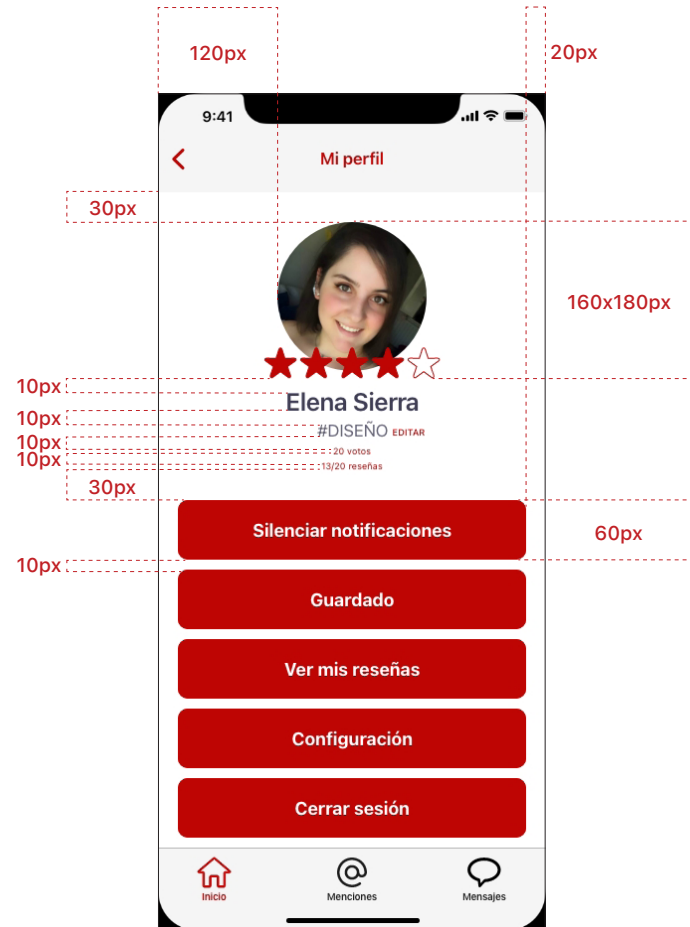 120px
20px
9:41
Mi perfil
30px
160x180px
10px
Elena Sierra
10px
#DISEÑO EDITAR
10px
20 votos
10px
13/20 reseñas
30px
Silenciar notificaciones
60px
10px
Guardado
Ver mis reseñas
Configuración
Cerrar sesión
Inicio
Menciones
Mensajes